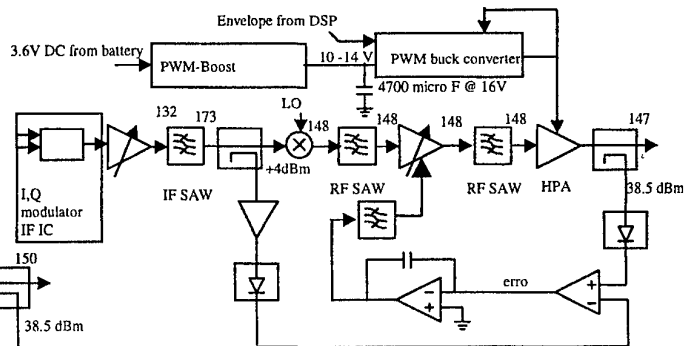 Envelope from DSP
3.6V DC from battery
PWM-Boost
10 -14 V
PWM buck converter
4700 micro F @ 16V
132
173
LO
148
148
148
148
147
+4dBm
I,Q
modulator
IF IC
IF SAW
RF SAW
RF SAW
HPA
38.5 dBm
erro
150
38.5 dBm
+
-
-
+